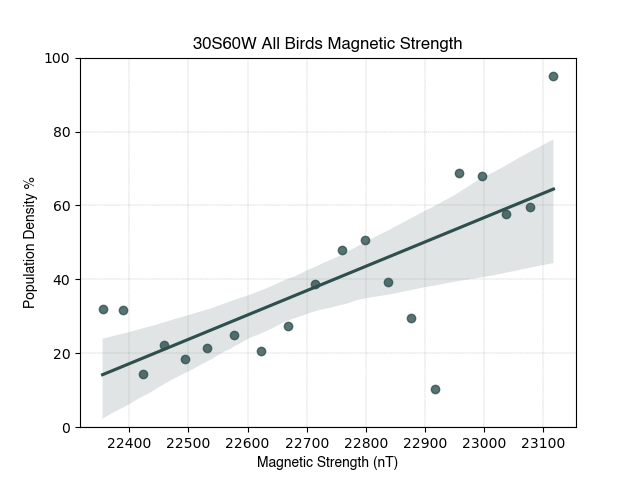 30S60W All Birds Magnetic Strength
Population Density %
100
80
60
40
20
0
22400 22500 22600 22700 22800 22900 23000 23100
Magnetic Strength (nT)